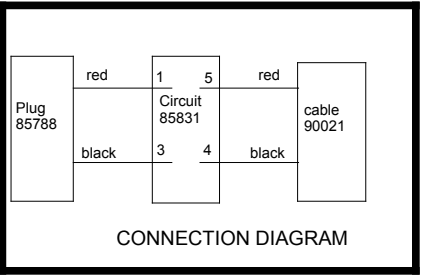 red 1 5 red
Plug
85788
Circuit
85831
cable
90021
black 3 4 black
CONNECTION DIAGRAM